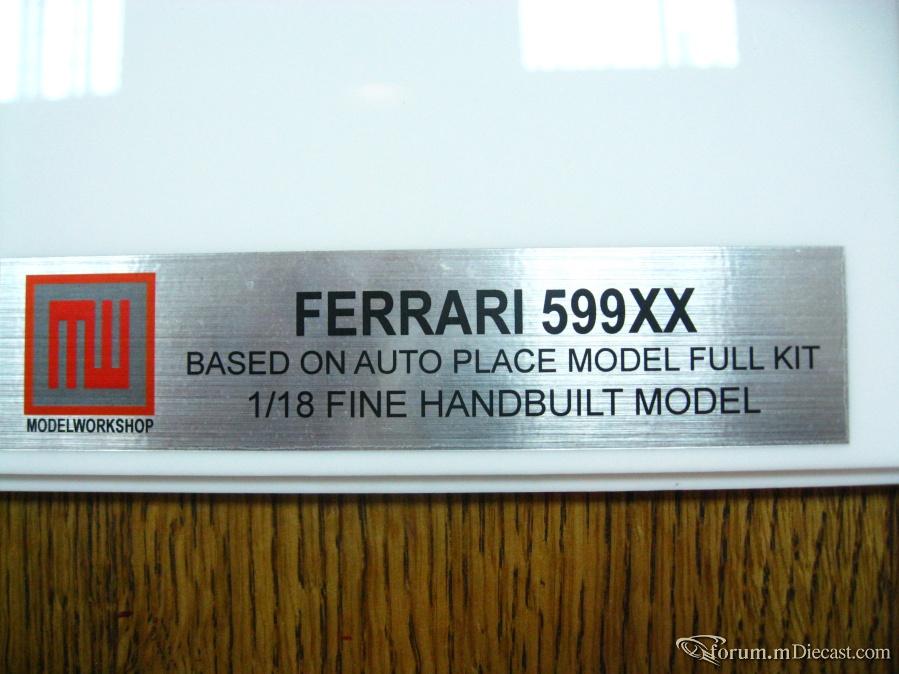 MW
FERRARI 599XX
BASED ON AUTO PLACE MODEL FULL KIT
1/18 FINE HANDBUILT MODEL
MODELWORKSHOP
forum.mDiecast.com